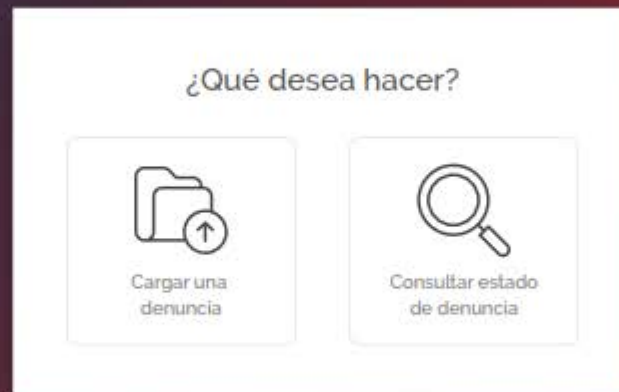 ¿Qué desea hacer?
Cargar una
denuncia
Consultar estado
de denuncia